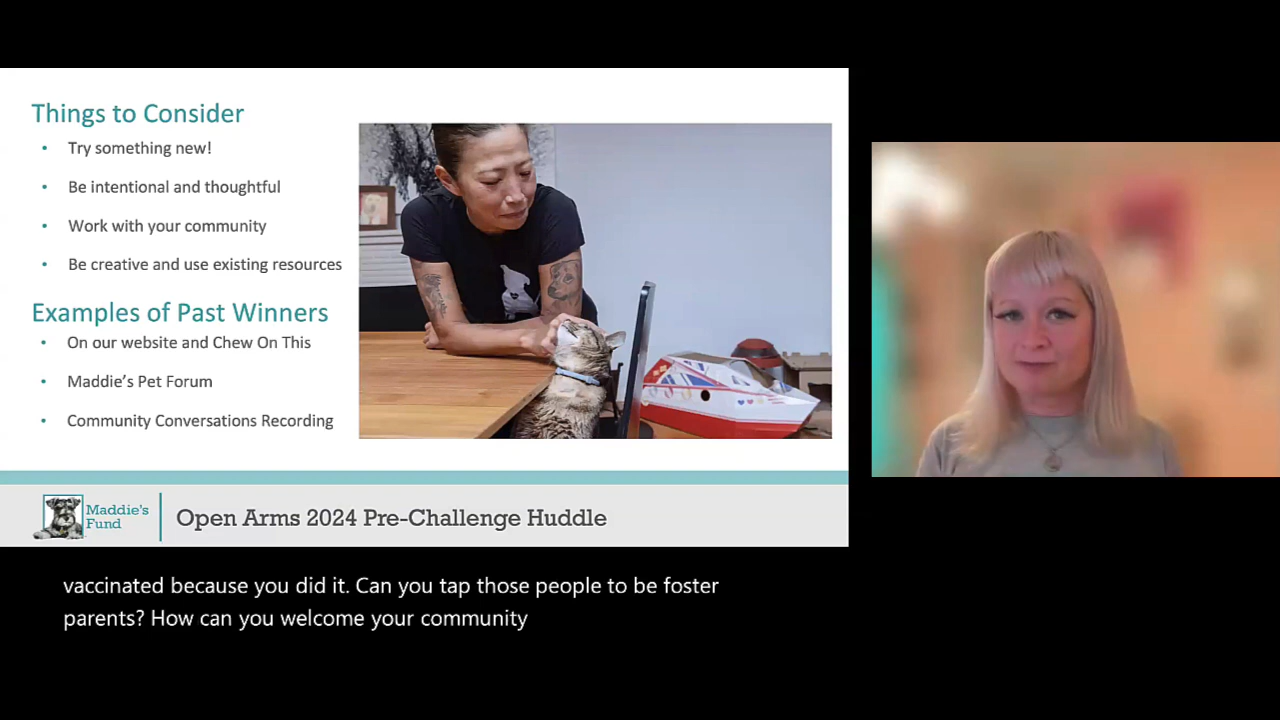 Things to Consider
• Try something new!
• Be intentional and thoughtful
• Work with your community
• Be creative and use existing resources
Examples of Past Winners
• On our website and Chew On This
• Maddie's Pet Forum
• Community Conversations Recording
Maddie's
Fund
Open Arms 2024 Pre-Challenge Huddle
vaccinated because you did it. Can you tap those people to be foster
parents? How can you welcome your community